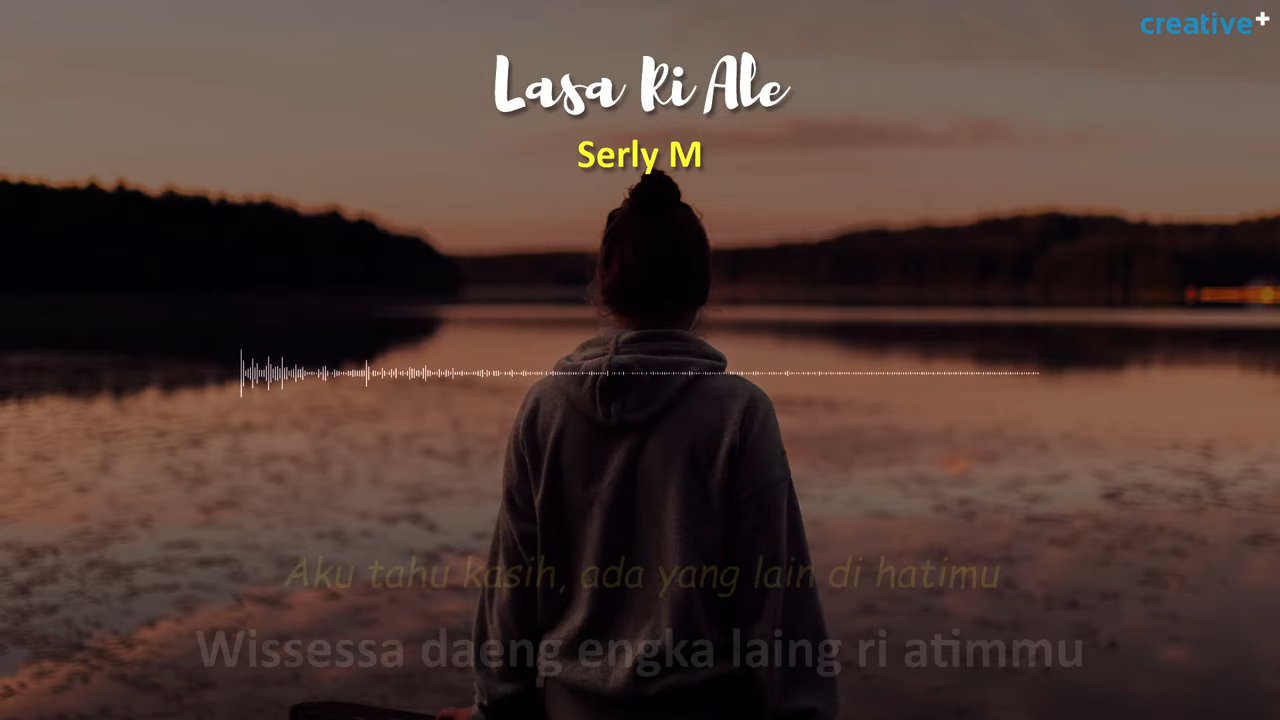 creative+
Lasa Ri Ale
Serly M
Aku tahu kasih, ada yang lain di hatimu
Wissessa daeng engka laing ri atimmu